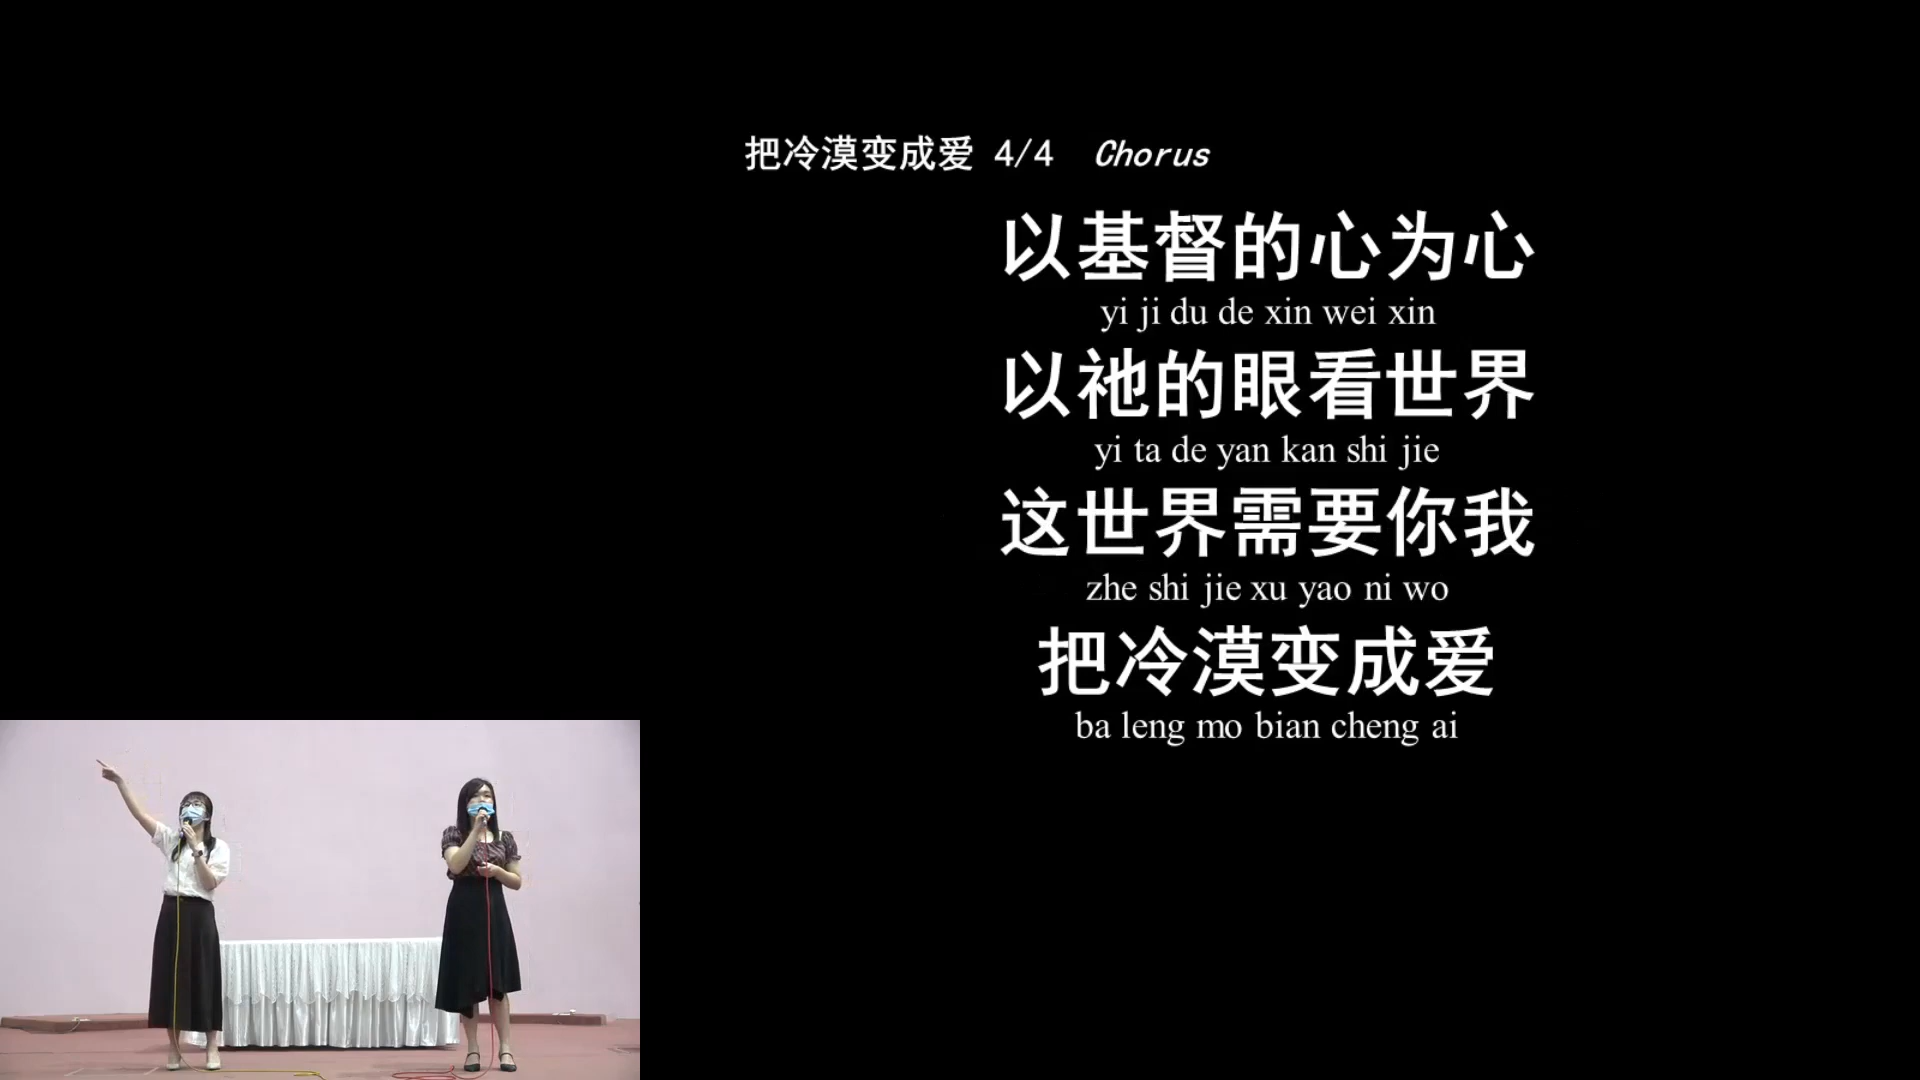 把冷漠变成爱 4/4 Chorus
以基督的心为心
yi ji du de xin wei xin
以祂的眼看世界
yi ta de yan kan shi jie
这世界需要你我
zhe shi jie xu yao ni wo
把冷漠变成爱
ba leng mo bian cheng ai